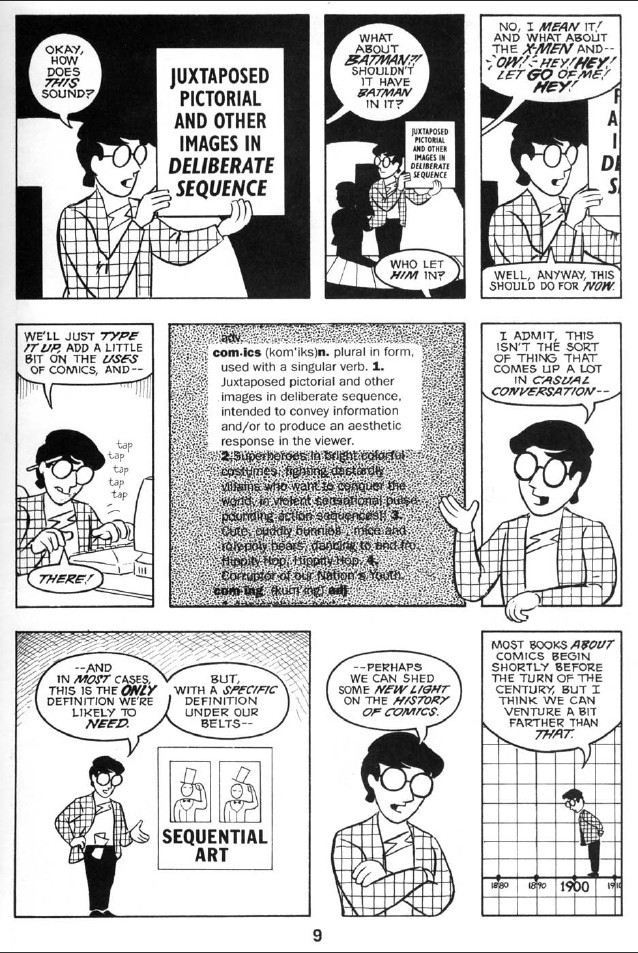 OKAY,
HOW
DOES
THIS
SOUND?
JUXTAPOSED
PICTORIAL
AND OTHER
IMAGES IN
DELIBERATE
SEQUENCE
WHAT
ABOUT
BATMAN?!
SHOULDN'T
IT HAVE
BATMAN
IN IT?
JUXTAPOSED
PICTORIAL
AND OTHER
IMAGES IN
DELIBERATE
SEQUENCE
WHO LET
HIM IN?
NO, I MEAN IT!
AND WHAT ABOUT
THE X-MEN AND--
OW!- HEY! HEY!
LET GO OF ME!
HEY!
F
A
I
DE
S
WELL, ANYWAY, THIS
SHOULD DO FOR NOW.
WE'LL JUST TYPE
IT UP, ADD A LITTLE
BIT ON THE USES
OF COMICS, AND--
tap
tap
tap
tap
tap
THERE!
adv.
com·ics (kom'iks)n. plural in form,
used with a singular verb. 1.
Juxtaposed pictorial and other
images in deliberate sequence,
intended to convey information
and/or to produce an aesthetic
response in the viewer.
2.Superheroes in bright colorful
costumes, fighting dastardly
villains who want to conquer the
world, in violent sensational pulse-
pounding action sequences! 3.
Cute, cuddly bunnies, mice and
rolypoly bears, dancing to and fro,
Hippity Hop, Hippity Hop. 4.
Corruptor of our Nation's Youth.
com·ing (kum'ing) adj
I ADMIT, THIS
ISN'T THE SORT
OF THING THAT
COMES UP A LOT
IN CASUAL
CONVERSATION--
--AND
IN MOST CASES,
THIS IS THE ONLY
DEFINITION WE'RE
LIKELY TO
NEED.
BUT,
WITH A SPECIFIC
DEFINITION
UNDER OUR
BELTS--
SEQUENTIAL
ART
--PERHAPS
WE CAN SHED
SOME NEW LIGHT
ON THE HISTORY
OF COMICS.
MOST BOOKS ABOUT
COMICS BEGIN
SHORTLY BEFORE
THE TURN OF THE
CENTURY, BUT I
THINK WE CAN
VENTURE A BIT
FARTHER THAN
THAT.
1880 1890 1900 1910
9